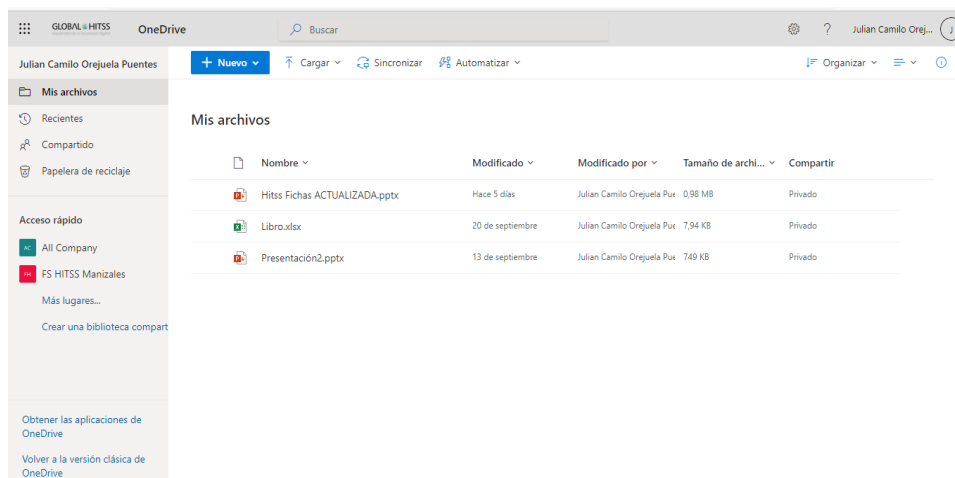 GLOBAL HITSS OneDrive Buscar ? Julian Camilo Orej... J
Julian Camilo Orejuela Puentes
+ Nuevo Cargar Sincronizar Automatizar Organizar
Mis archivos
Recientes
Compartido
Papelera de reciclaje
Acceso rápido
AC All Company
FH FS HITSS Manizales
Más lugares...
Crear una biblioteca compart
Obtener las aplicaciones de
OneDrive
Volver a la versión clásica de
OneDrive
Mis archivos
Nombre Modificado Modificado por Tamaño de archi... Compartir
Hitss Fichas ACTUALIZADA.pptx Hace 5 días Julian Camilo Orejuela Pue 0,98 MB Privado
Libro.xlsx 20 de septiembre Julian Camilo Orejuela Pue 7,94 KB Privado
Presentación2.pptx 13 de septiembre Julian Camilo Orejuela Pue 749 KB Privado